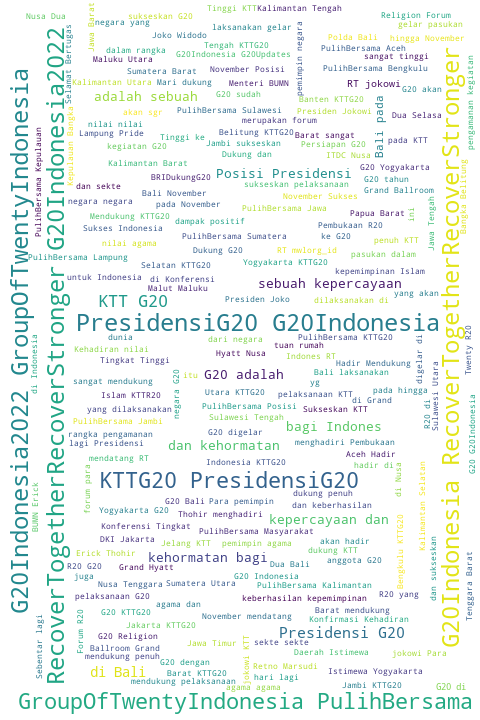 Tinggi KTT
Kalimantan Tengah
Nusa Dua
Jawa Barat
negara yang
sukseskan G20
laksanakan gelar
Religion Forum
gelar pasukan
Joko Widodo
Tengah KTTG20
pemimpin negara
Polda Bali
hingga November
dalam rangka
G20Indonesia G20Updates
PulihBersama Aceh
Maluku Utara
sangat tinggi
Selamat Bertugas
Sumatera Barat
November Posisi
PulihBersama Bengkulu
Kalimantan Utara
Mari dukung
Menteri BUMN
RT jokowi
G20 akan
adalah sebuah
G20 sudah
Banten KTTG20
akan sgr
PulihBersama Sulawesi
Presiden Jokowi
Dua Selasa
merupakan forum
Bali pada
pengamanan kegiatan
nilai nilai
Lampung Pride
Tinggi ke
Belitung KTTG20
Barat sangat
pada KTT
kegiatan G20
Jambi sukseskan
Persiapan G20
Dukung dan
ITDC Nusa
Kalimantan Barat
Kepulauan Bangka
PulihBersama Kepulauan
BRIDukungG20
Posisi Presidensi
G20 Yogyakarta
Bangka Belitung
G20 tahun
dan sekte
sukseskan pelaksanaan
Grand Ballroom
Bali November
November Sukses
negara negara
pada November
PulihBersama Jawa
Papua Barat
ini
Mendukung KTTG20
dampak positif
Pembukaan R20
Jawa Tengah
Sukses Indonesia
PulihBersama Sumatera
ke G20
nilai agama
Dukung G20
RT mwlorg_id
penuh KTT
pasukan dalam
PulihBersama Lampung
Selatan KTTG20
Yogyakarta KTTG20
kepemimpinan Islam
untuk Indonesia
di Konferensi
sebuah kepercayaan
Malut Maluku
yang akan
KTT G20
Presiden Joko
dilaksanakan di
G20Indonesia2022 GroupOfTwentyIndonesia
RecoverTogetherRecoverStronger G20Indonesia2022
G20Indonesia RecoverTogetherRecoverStronger
PresidensiG20 G20Indonesia
di Indonesia
dunia
dari negara
tuan rumah
PulihBersama KTTG20
Kehadiran nilai
Hyatt Nusa
Indones RT
digelar di
Twenty R20
Tingkat Tinggi
Hadir Mendukung
Sulawesi Utara
itu
G20 adalah
Bali laksanakan
sangat mendukung
yg
Islam KTTR20
negara G20
Utara KTTG20
pelaksanaan KTT
pada hingga
di Grand
yang dilaksanakan
PulihBersama Posisi
Sukseskan KTT
R20 di
PulihBersama Jambi
Sulawesi Tengah
bagi Indones
rangka pengamanan
G20 digelar
menghadiri Pembukaan
lagi Presidensi
dan kehormatan
Aceh Hadir
G20 G20Indonesia
mendatang RT
Indonesia KTTG20
hadir di
di Nusa
BUMN Erick
forum para
KTTG20 PresidensiG20
Kalimantan Selatan
dukung penuh
G20 Bali
Para pemimpin
dan keberhasilan
Yogyakarta G20
Thohir menghadiri
kepercayaan dan
Bengkulu KTTG20
Konferensi Tingkat
PulihBersama Masyarakat
DKI Jakarta
Jelang KTT
pemimpin agama
akan hadir
Erick Thohir
kehormatan bagi
dukung KTT
anggota G20
dan sukseskan
R20 G20
Grand Hyatt
Dua Bali
Tenggara Barat
juga
G20 Indonesia
Nusa Tenggara
Sumatera Utara
PulihBersama Kalimantan
pelaksanaan G20
keberhasilan kepemimpinan
R20 yang
agama dan
Forum R20
G20 KTTG20
November mendatang
Barat mendukung
Jakarta KTTG20
Konfirmasi Kehadiran
Sebentar lagi
G20 Religion
Presidensi G20
Ballroom Grand
Jawa Timur
jokowi KTT
sekte sekte
mendukung penuh
Daerah Istimewa
jokowi Para
di Bali
G20 dengan
Retno Marsudi
Barat KTTG20
hari lagi
Istimewa Yogyakarta
mendukung pelaksanaan
agama agama
Jambi KTTG20
G20 di
GroupOfTwentyIndonesia PulihBersama